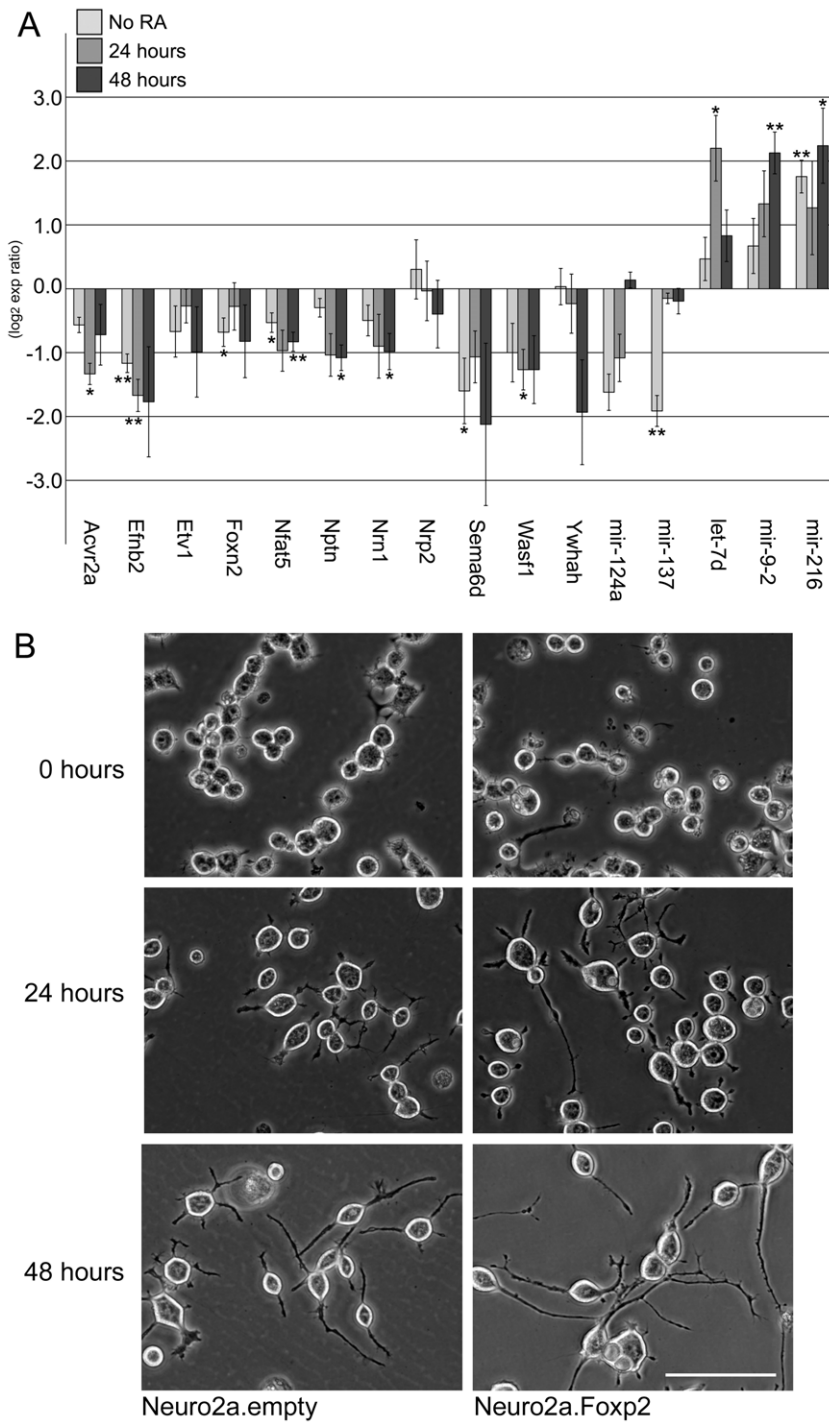 A
No RA
24 hours
48 hours
(log2 exp ratio)
3.0
2.0
1.0
0.0
-1.0
-2.0
-3.0
* ** ** * * ** * * * * ** * ** ** * **
Acvr2a
Efnb2
Etv1
Foxn2
Nfat5
Nptn
Nrn1
Nrp2
Sema6d
Wasf1
Ywhah
mir-124a
mir-137
let-7d
mir-9-2
mir-216
B
0 hours
24 hours
48 hours
Neuro2a.empty Neuro2a.Foxp2